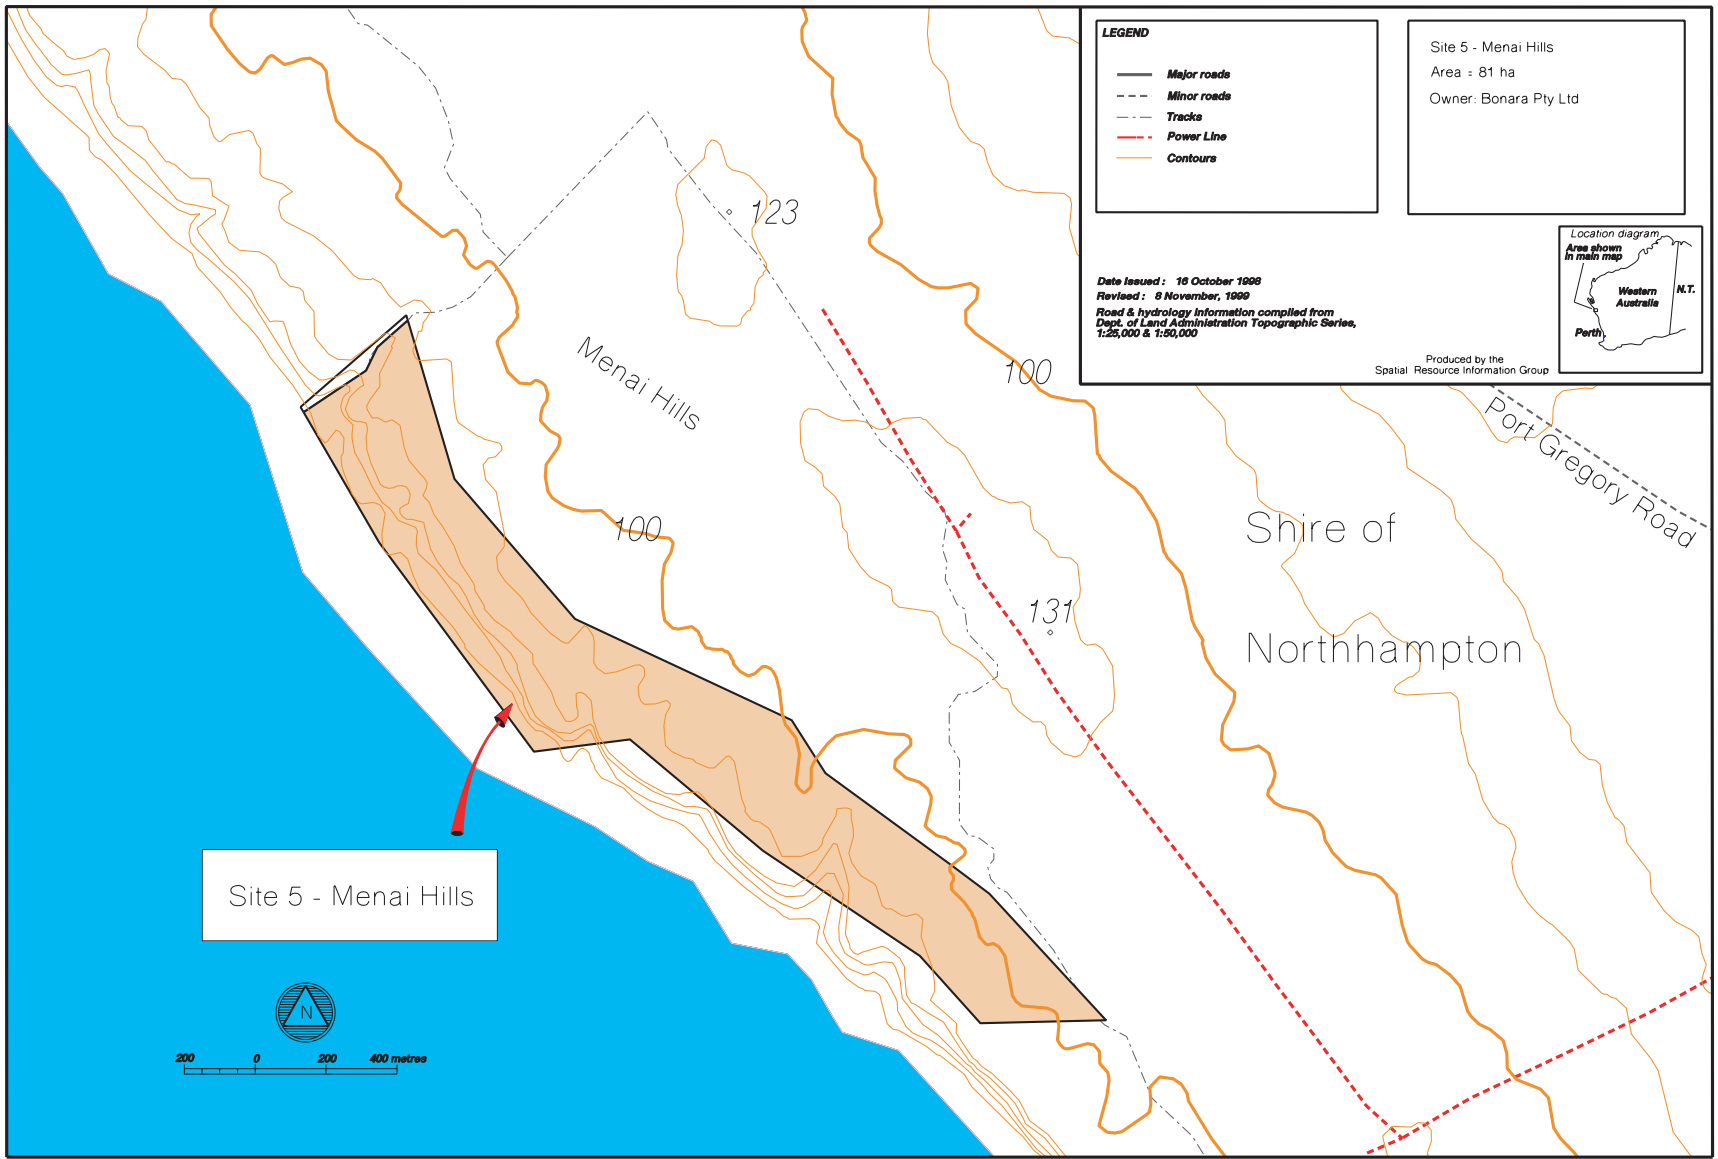 LEGEND
Major roads
Minor roads
Tracks
Power Line
Contours
Site 5 - Menai Hills
Area = 81 ha
Owner: Bonara Pty Ltd
Date Issued : 16 October 1998
Revised : 8 November, 1999
Road & hydrology information compiled from
Dept. of Land Administration Topographic Series,
1:25,000 & 1:50,000
Produced by the
Spatial Resource Information Group
Location diagram
Area shown
in main map
Western
Australia
N.T.
Perth
123
100
Menai Hills
Port Gregory Road
100
Shire of
Northhampton
131
Site 5 - Menai Hills
N
200 0 200 400 metres